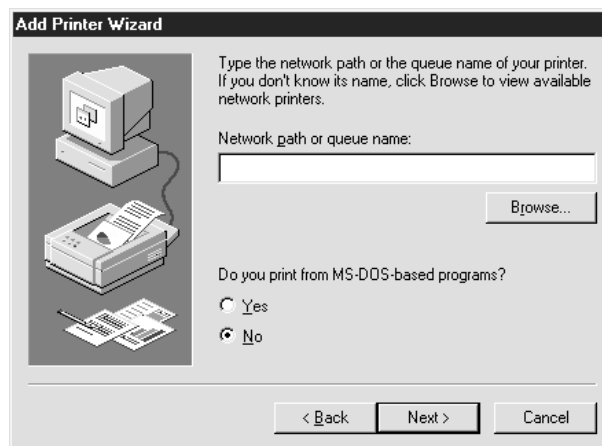 Add Printer Wizard
Type the network path or the queue name of your printer.
If you don't know its name, click Browse to view available
network printers.
Network path or queue name:
Browse...
Do you print from MS-DOS-based programs?
Yes
No
< Back
Next >
Cancel